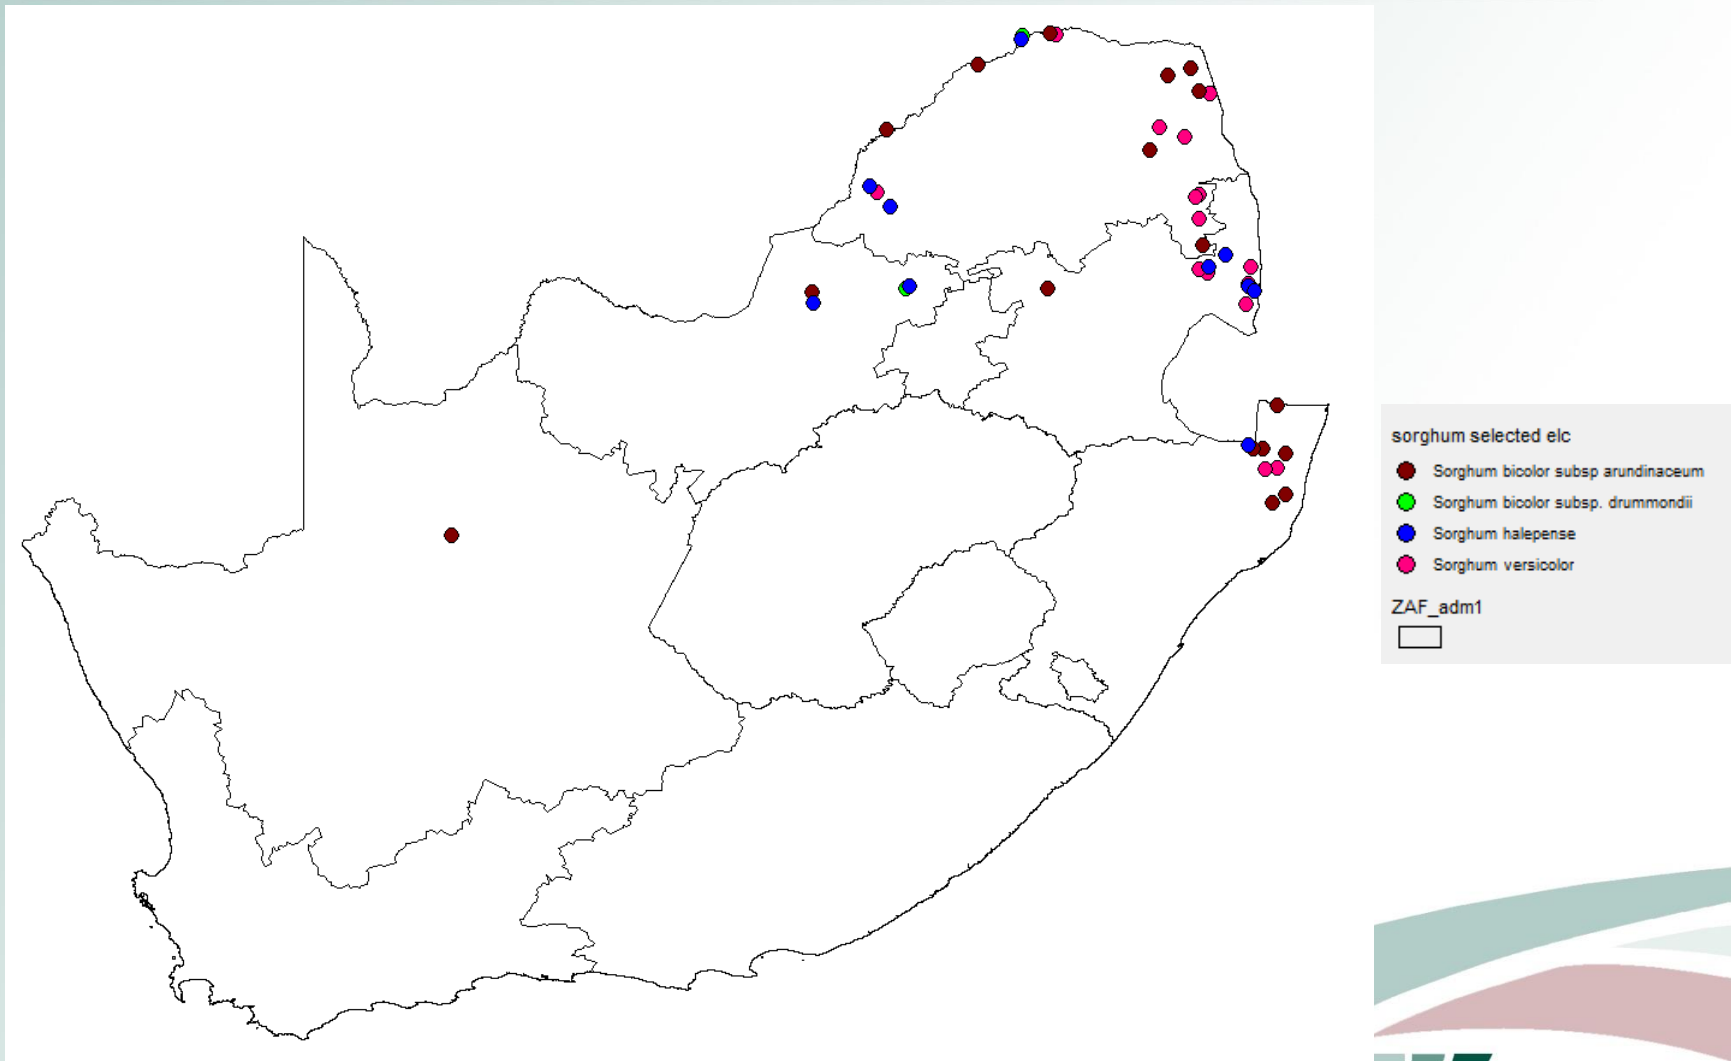 sorghum selected elc
Sorghum bicolor subsp arundinaceum
Sorghum bicolor subsp. drummondii
Sorghum halepense
Sorghum versicolor
ZAF_adm1